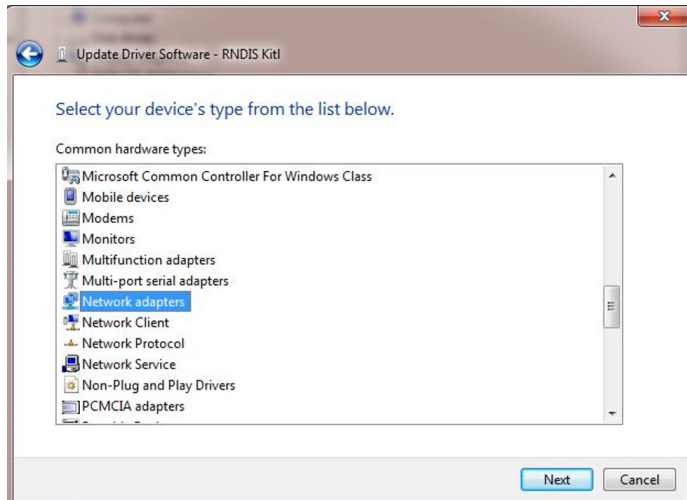 Update Driver Software - RNDIS Kitl
Select your device's type from the list below.
Common hardware types:
Microsoft Common Controller For Windows Class
Mobile devices
Modems
Monitors
Multifunction adapters
Multi-port serial adapters
Network adapters
Network Client
Network Protocol
Network Service
Non-Plug and Play Drivers
PCMCIA adapters
Next Cancel